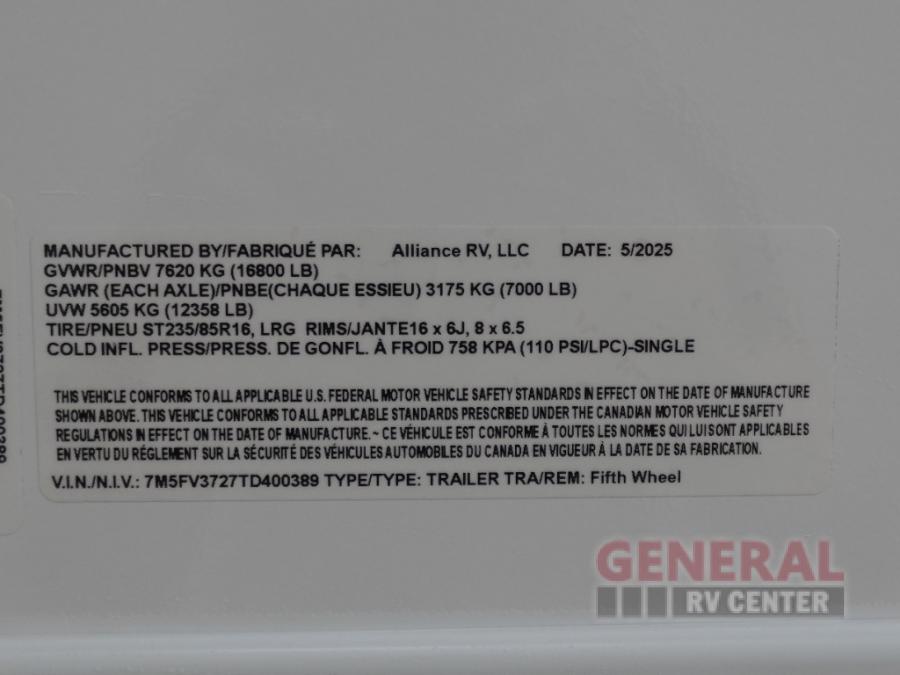 MANUFACTURED BY/FABRIQUÉ PAR: Alliance RV, LLC DATE: 5/2025
GVWR/PNBV 7620 KG (16800 LB)
GAWR (EACH AXLE)/PNBE(CHAQUE ESSIEU) 3175 KG (7000 LB)
UVW 5605 KG (12358 LB)
TIRE/PNEU ST235/85R16, LRG RIMS/JANTE16 x 6J, 8 x 6.5
COLD INFL. PRESS/PRESS. DE GONFL. À FROID 758 KPA (110 PSI/LPC)-SINGLE
THIS VEHICLE CONFORMS TO ALL APPLICABLE U.S. FEDERAL MOTOR VEHICLE SAFETY STANDARDS IN EFFECT ON THE DATE OF MANUFACTURE
SHOWN ABOVE. THIS VEHICLE CONFORMS TO ALL APPLICABLE STANDARDS PRESCRIBED UNDER THE CANADIAN MOTOR VEHICLE SAFETY
REGULATIONS IN EFFECT ON THE DATE OF MANUFACTURE. ~ CE VÉHICULE EST CONFORME À TOUTES LES NORMES QUI LUI SONT APPLICABLES
EN VERTU DU RÉGLEMENT SUR LA SÉCURITÉ DES VÉHICULES AUTOMOBILES DU CANADA EN VIGUEUR À LA DATE DE SA FABRICATION.
V.I.N./N.I.V.: 7M5FV3727TD400389 TYPE/TYPE: TRAILER TRA/REM: Fifth Wheel
GENERAL
RV CENTER